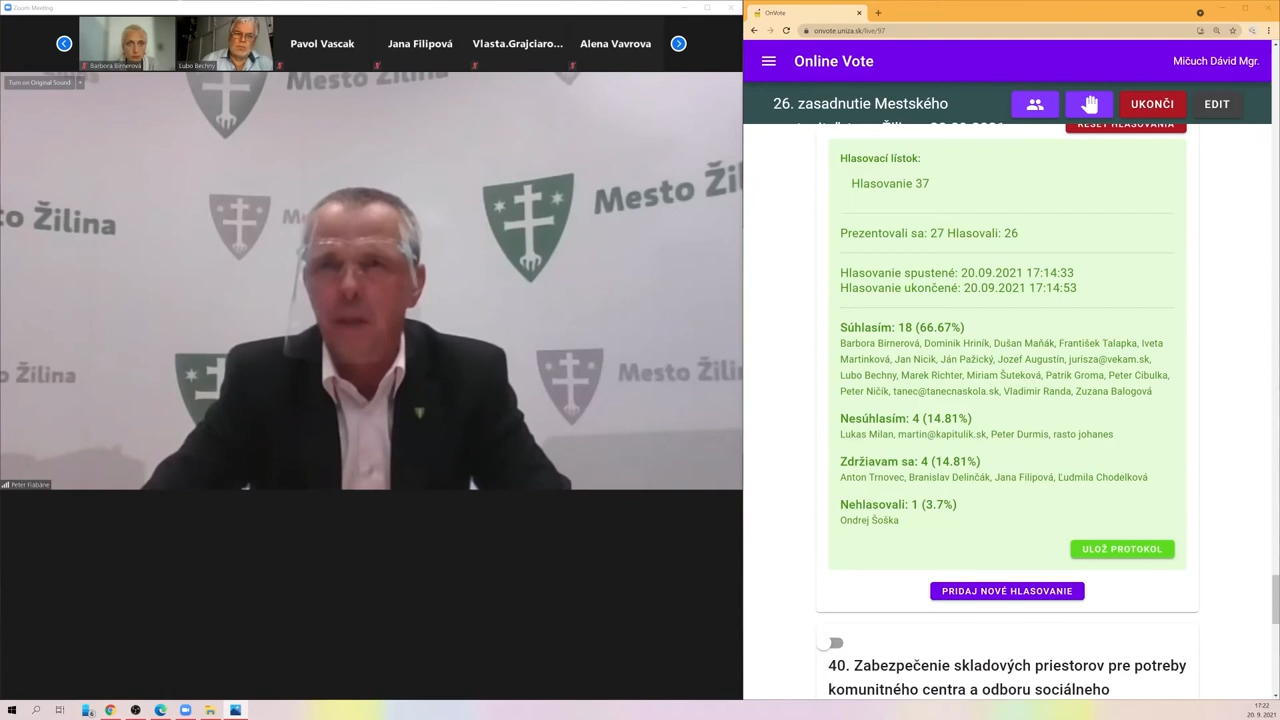 Zoom Meeting
Barbora Birnerová
Lubo Bechny
Pavol Vascak
Jana Filipová
Vlasta.Grajciaro...
Alena Vavrova
Turn on Original Sound
Mesto Žilina
Mesto Žil
to Žilina
o Žilina
Mesto Žilina
Peter Fiabáne
OnVote
onvote.uniza.sk/live/97
Online Vote
Mičuch Dávid Mgr.
26. zasadnutie Mestského
UKONČI
EDIT
RESET HLASOVANIA
Hlasovací lístok:
Hlasovanie 37
Prezentovali sa: 27 Hlasovali: 26
Hlasovanie spustené: 20.09.2021 17:14:33
Hlasovanie ukončené: 20.09.2021 17:14:53
Súhlasím: 18 (66.67%)
Barbora Birnerová, Dominik Hriník, Dušan Maňák, František Talapka, Iveta
Martinková, Jan Nicik, Ján Pažický, Jozef Augustín, jurisza@vekam.sk,
Lubo Bechny, Marek Richter, Miriam Šuteková, Patrik Groma, Peter Cibulka,
Peter Ničík, tanec@tanecnaskola.sk, Vladimir Randa, Zuzana Balogová
Nesúhlasím: 4 (14.81%)
Lukas Milan, martin@kapitulik.sk, Peter Durmis, rasto johanes
Zdržiavam sa: 4 (14.81%)
Anton Trnovec, Branislav Delinčák, Jana Filipová, Ľudmila Chodelková
Nehlasovali: 1 (3.7%)
Ondrej Šoška
ULOŽ PROTOKOL
PRIDAJ NOVÉ HLASOVANIE
40. Zabezpečenie skladových priestorov pre potreby
komunitného centra a odboru sociálneho
17:22
20. 9. 2021